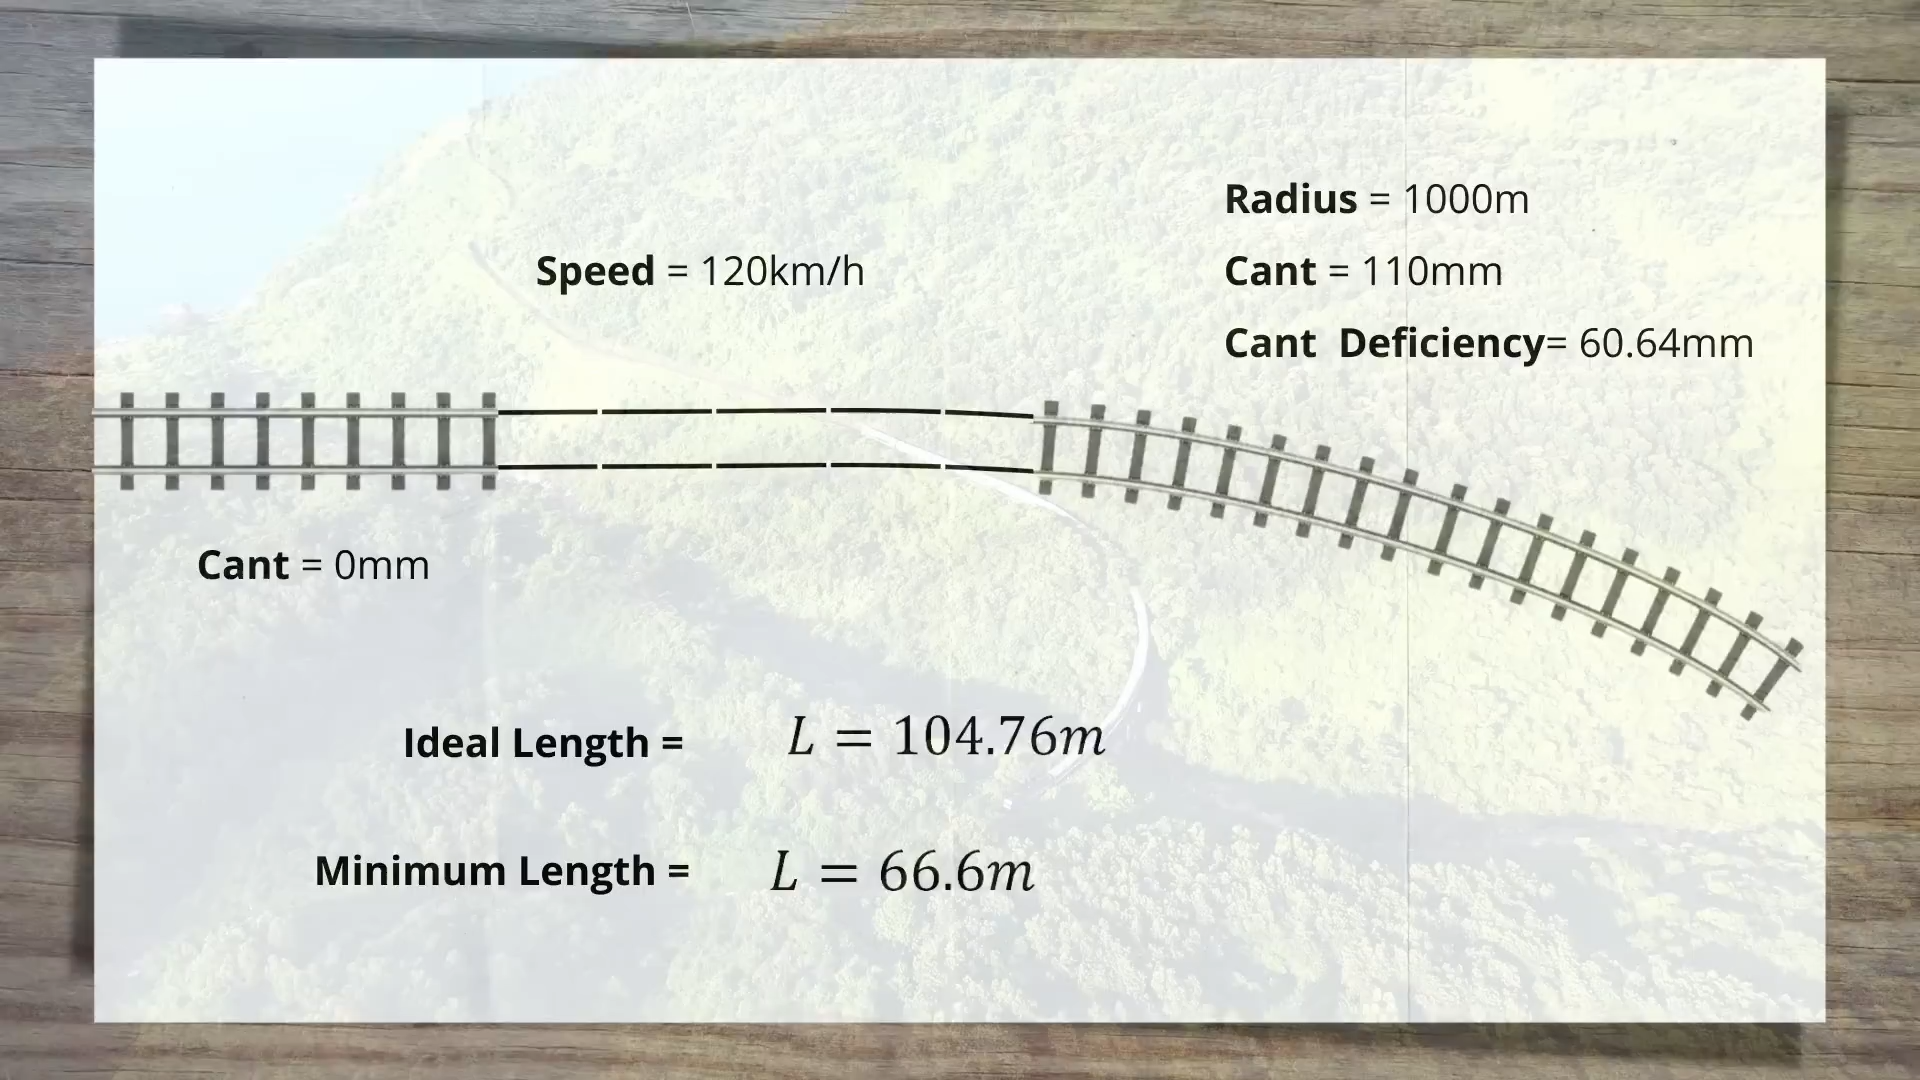 Radius = 1000m
Speed = 120km/h
Cant = 110mm
Cant Deficiency= 60.64mm
Cant = 0mm
Ideal Length = L = 104.76m
Minimum Length = L = 66.6m